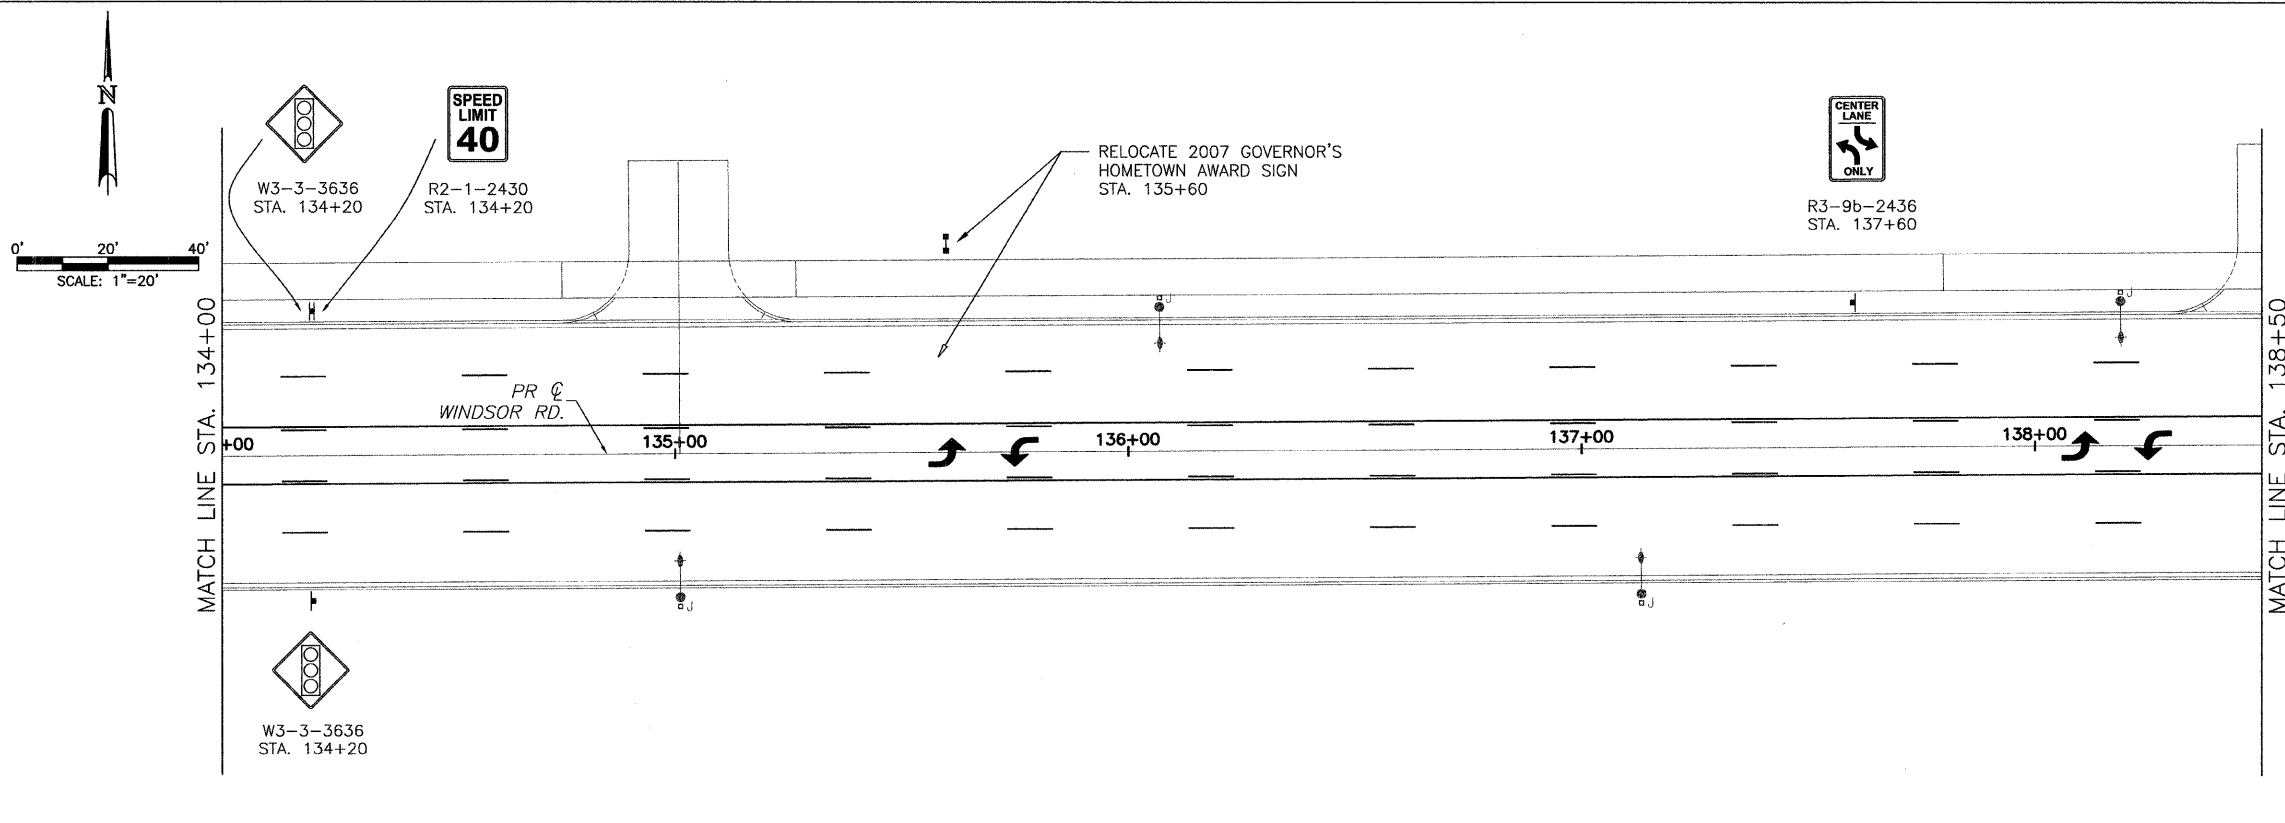 N
0' 20' 40'
SCALE: 1"=20'
W3-3-3636
STA. 134+20
SPEED
LIMIT
40
R2-1-2430
STA. 134+20
RELOCATE 2007 GOVERNOR'S
HOMETOWN AWARD SIGN
STA. 135+60
CENTER
LANE
ONLY
R3-9b-2436
STA. 137+60
MATCH LINE STA. 134+00
PR ℄
WINDSOR RD.
+00 135+00 136+00 137+00 138+00
J
J
J
J
MATCH LINE STA. 138+50
W3-3-3636
STA. 134+20